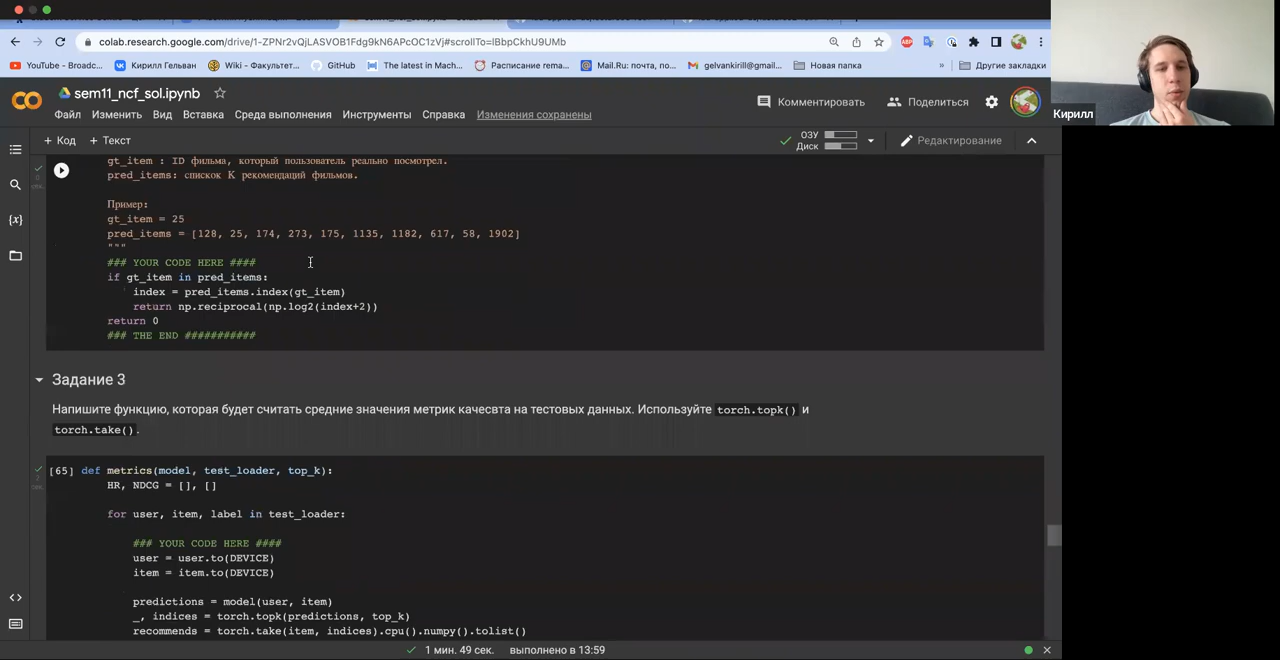 colab.research.google.com/drive/1-ZPNr2vQjLASVOB1Fdg9kN6APcOC1zVj#scrollTo=IBbpCkhU9UMb
YouTube - Broadc...
Кирилл Гельван
Wiki - Факультет...
GitHub
The latest in Mach...
Расписание rema...
Mail.Ru: почта, по...
gelvankirill@gmail...
Новая папка
»
Другие закладки
sem11_ncf_sol.ipynb
Комментировать
Поделиться
Кирилл
Файл Изменить Вид Вставка Среда выполнения Инструменты Справка Изменения сохранены
+ Код + Текст
ОЗУ
Диск
Редактирование
gt_item : ID фильма, который пользователь реально посмотрел.
pred_items: спискок K рекомендаций фильмов.
Пример:
gt_item = 25
pred_items = [128, 25, 174, 273, 175, 1135, 1182, 617, 58, 1902]
"""
### YOUR CODE HERE ####
if gt_item in pred_items:
index = pred_items.index(gt_item)
return np.reciprocal(np.log2(index+2))
return 0
### THE END ###########
Задание 3
Напишите функцию, которая будет считать средние значения метрик качесвта на тестовых данных. Используйте torch.topk() и
torch.take().
[65] def metrics(model, test_loader, top_k):
HR, NDCG = [], []
for user, item, label in test_loader:
### YOUR CODE HERE ####
user = user.to(DEVICE)
item = item.to(DEVICE)
predictions = model(user, item)
_, indices = torch.topk(predictions, top_k)
recommends = torch.take(item, indices).cpu().numpy().tolist()
1 мин. 49 сек. выполнено в 13:59